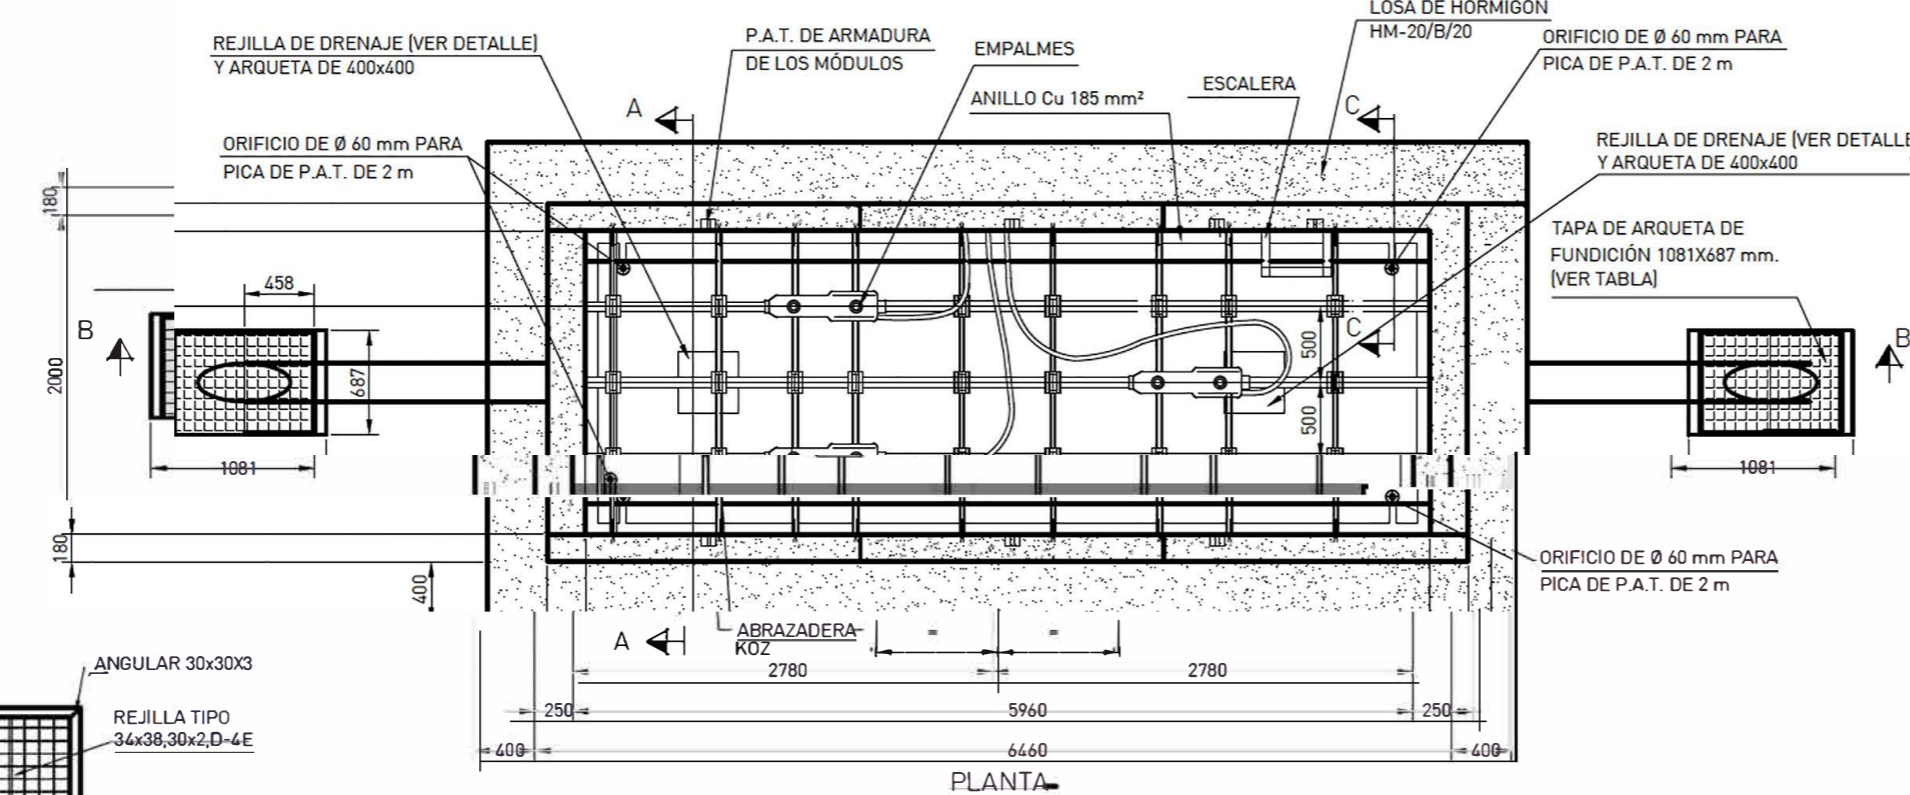 LOSA DE HORMIGÓN
HM-20/B/20
REJILLA DE DRENAJE (VER DETALLE)
Y ARQUETA DE 400x400
P.A.T. DE ARMADURA
DE LOS MÓDULOS
EMPALMES
ORIFICIO DE Ø 60 mm PARA
PICA DE P.A.T. DE 2 m
ANILLO Cu 185 mm²
ESCALERA
A
C
ORIFICIO DE Ø 60 mm PARA
PICA DE P.A.T. DE 2 m
REJILLA DE DRENAJE (VER DETALLE
Y ARQUETA DE 400x400
180
TAPA DE ARQUETA DE
FUNDICIÓN 1081X687 mm.
(VER TABLA)
458
B
C
500
B
2000
687
500
1081
1081
180
400
ORIFICIO DE Ø 60 mm PARA
PICA DE P.A.T. DE 2 m
A
ABRAZADERA
KOZ
=
=
2780
2780
ANGULAR 30x30X3
REJILLA TIPO
34x38,30x2,D-4E
250
5960
250
400
6460
400
PLANTA